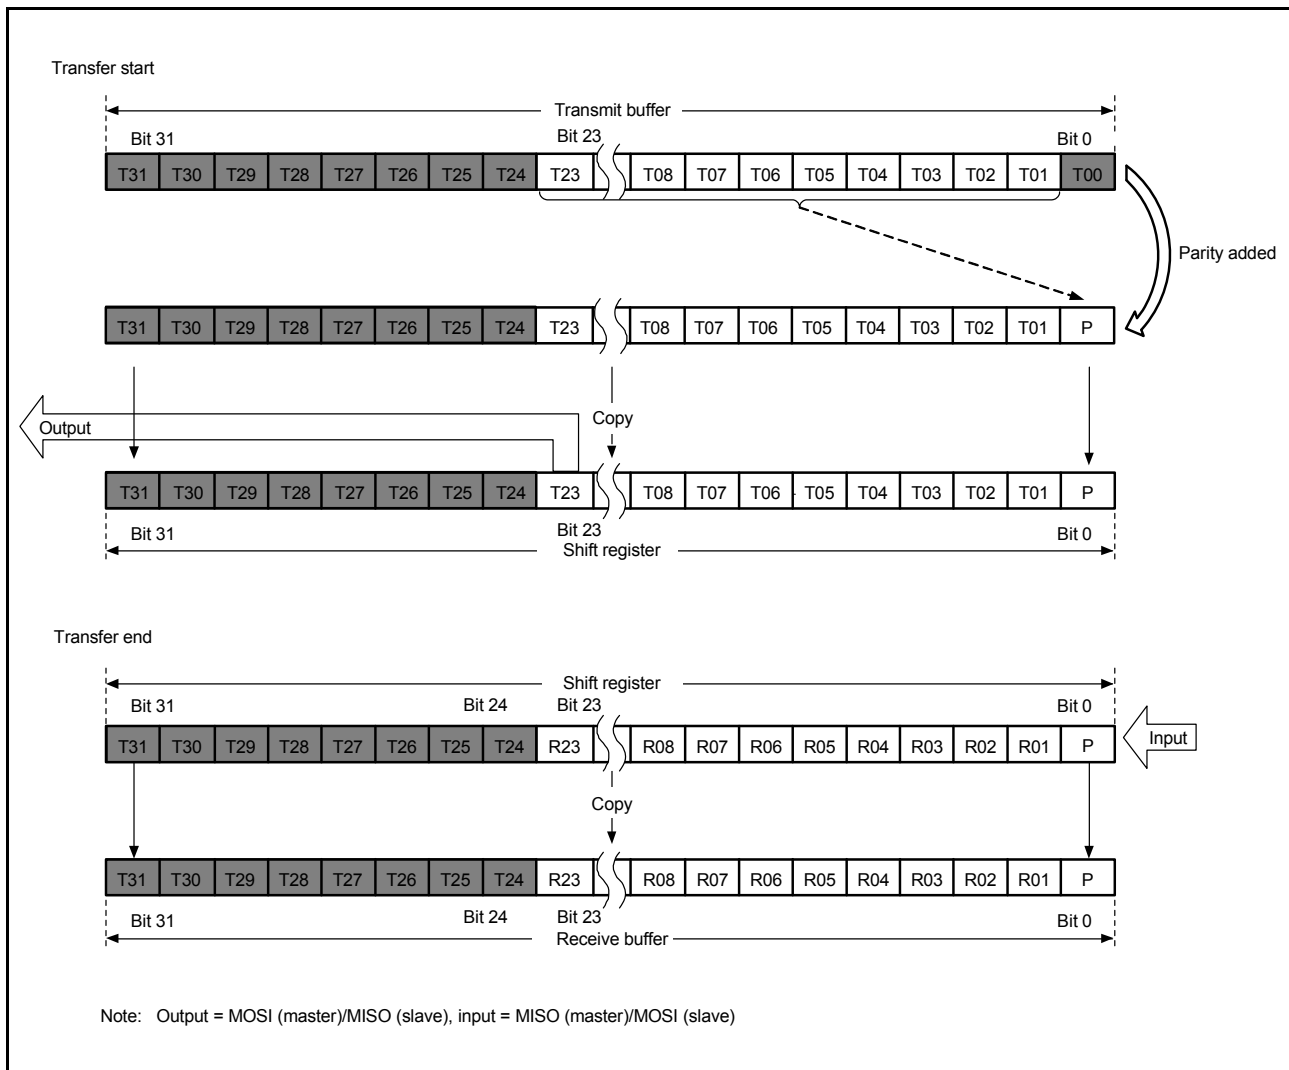 Transfer start
Transmit buffer
Bit 31 Bit 23 Bit 0
T31 T30 T29 T28 T27 T26 T25 T24 T23 T08 T07 T06 T05 T04 T03 T02 T01 T00
Parity added
T31 T30 T29 T28 T27 T26 T25 T24 T23 T08 T07 T06 T05 T04 T03 T02 T01 P
Copy
Output
T31 T30 T29 T28 T27 T26 T25 T24 T23 T08 T07 T06 T05 T04 T03 T02 T01 P
Bit 31 Bit 23 Bit 0
Shift register
Transfer end
Shift register
Bit 31 Bit 24 Bit 23 Bit 0
T31 T30 T29 T28 T27 T26 T25 T24 R23 R08 R07 R06 R05 R04 R03 R02 R01 P
Input
Copy
T31 T30 T29 T28 T27 T26 T25 T24 R23 R08 R07 R06 R05 R04 R03 R02 R01 P
Bit 31 Bit 24 Bit 23 Bit 0
Receive buffer
Note: Output = MOSI (master)/MISO (slave), input = MISO (master)/MOSI (slave)